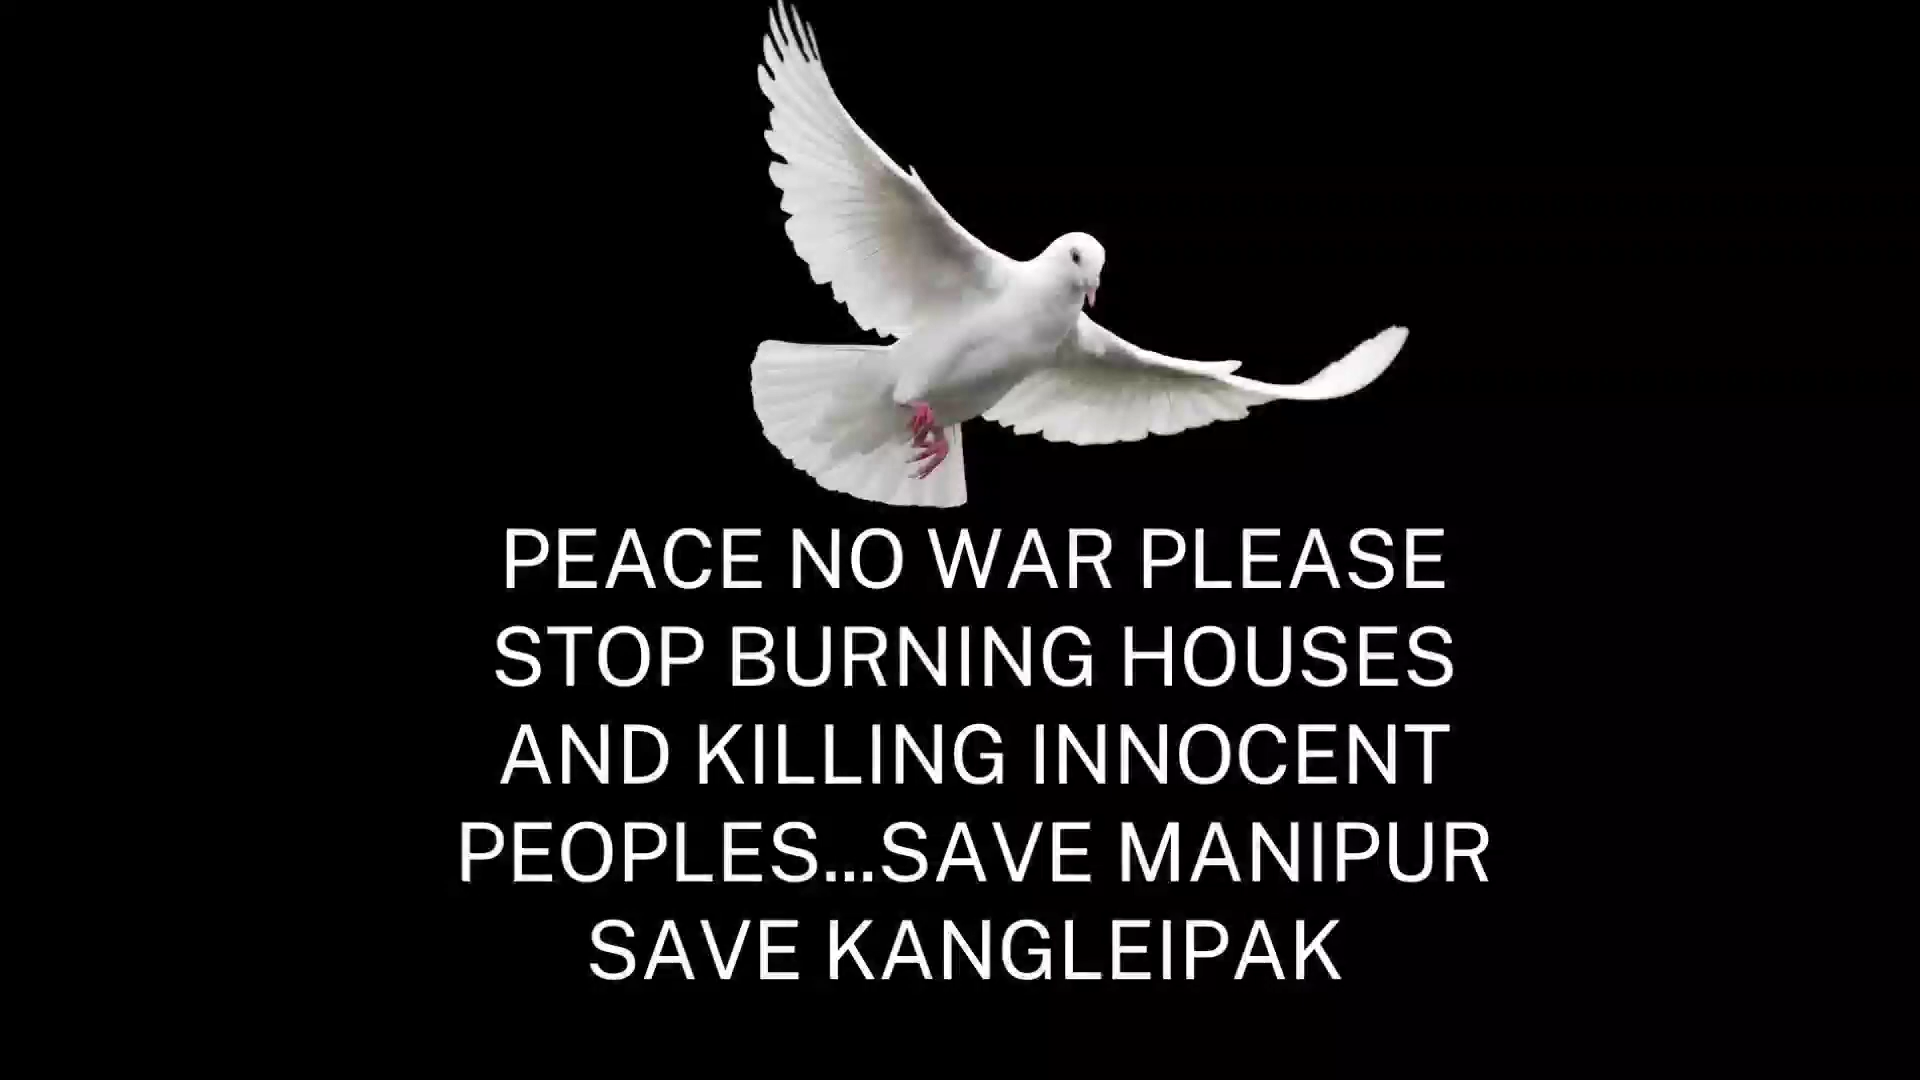 PEACE NO WAR PLEASE
STOP BURNING HOUSES
AND KILLING INNOCENT
PEOPLES...SAVE MANIPUR
SAVE KANGLEIPAK